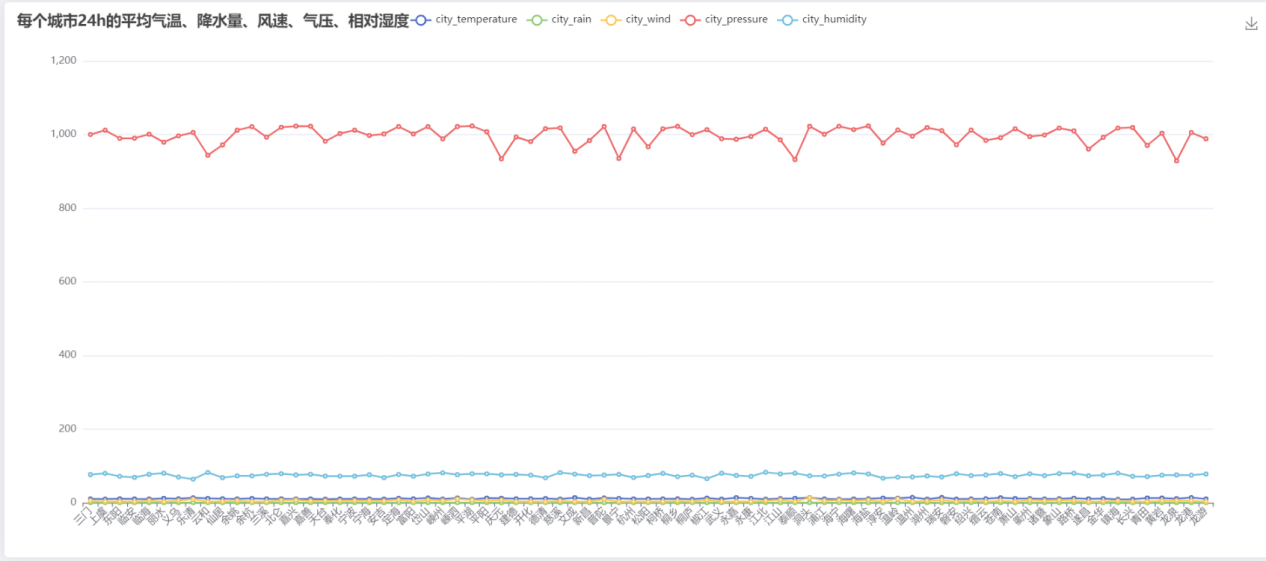 每个城市24h的平均气温、降水量、风速、气压、相对湿度
city_temperature
city_rain
city_wind
city_pressure
city_humidity
1,200
1,000
800
600
400
200
0
三门
上虞
东阳
临安
临海
丽水
义乌
乐清
云和
仙居
余姚
余杭
兰溪
北仑
嘉兴
嘉善
天台
奉化
宁波
宁海
安吉
定海
富阳
岱山
嵊州
嵊泗
平湖
平阳
庆元
建德
开化
德清
慈溪
文成
新昌
普陀
景宁
杭州
松阳
柯桥
桐乡
桐庐
椒江
武义
永嘉
永康
江北
江山
泰顺
洞头
浦江
海宁
海曙
海盐
淳安
温岭
温州
湖州
瑞安
磐安
绍兴
缙云
苍南
萧山
衢州
诸暨
象山
路桥
遂昌
金华
镇海
长兴
青田
黄岩
龙泉
龙港
龙游